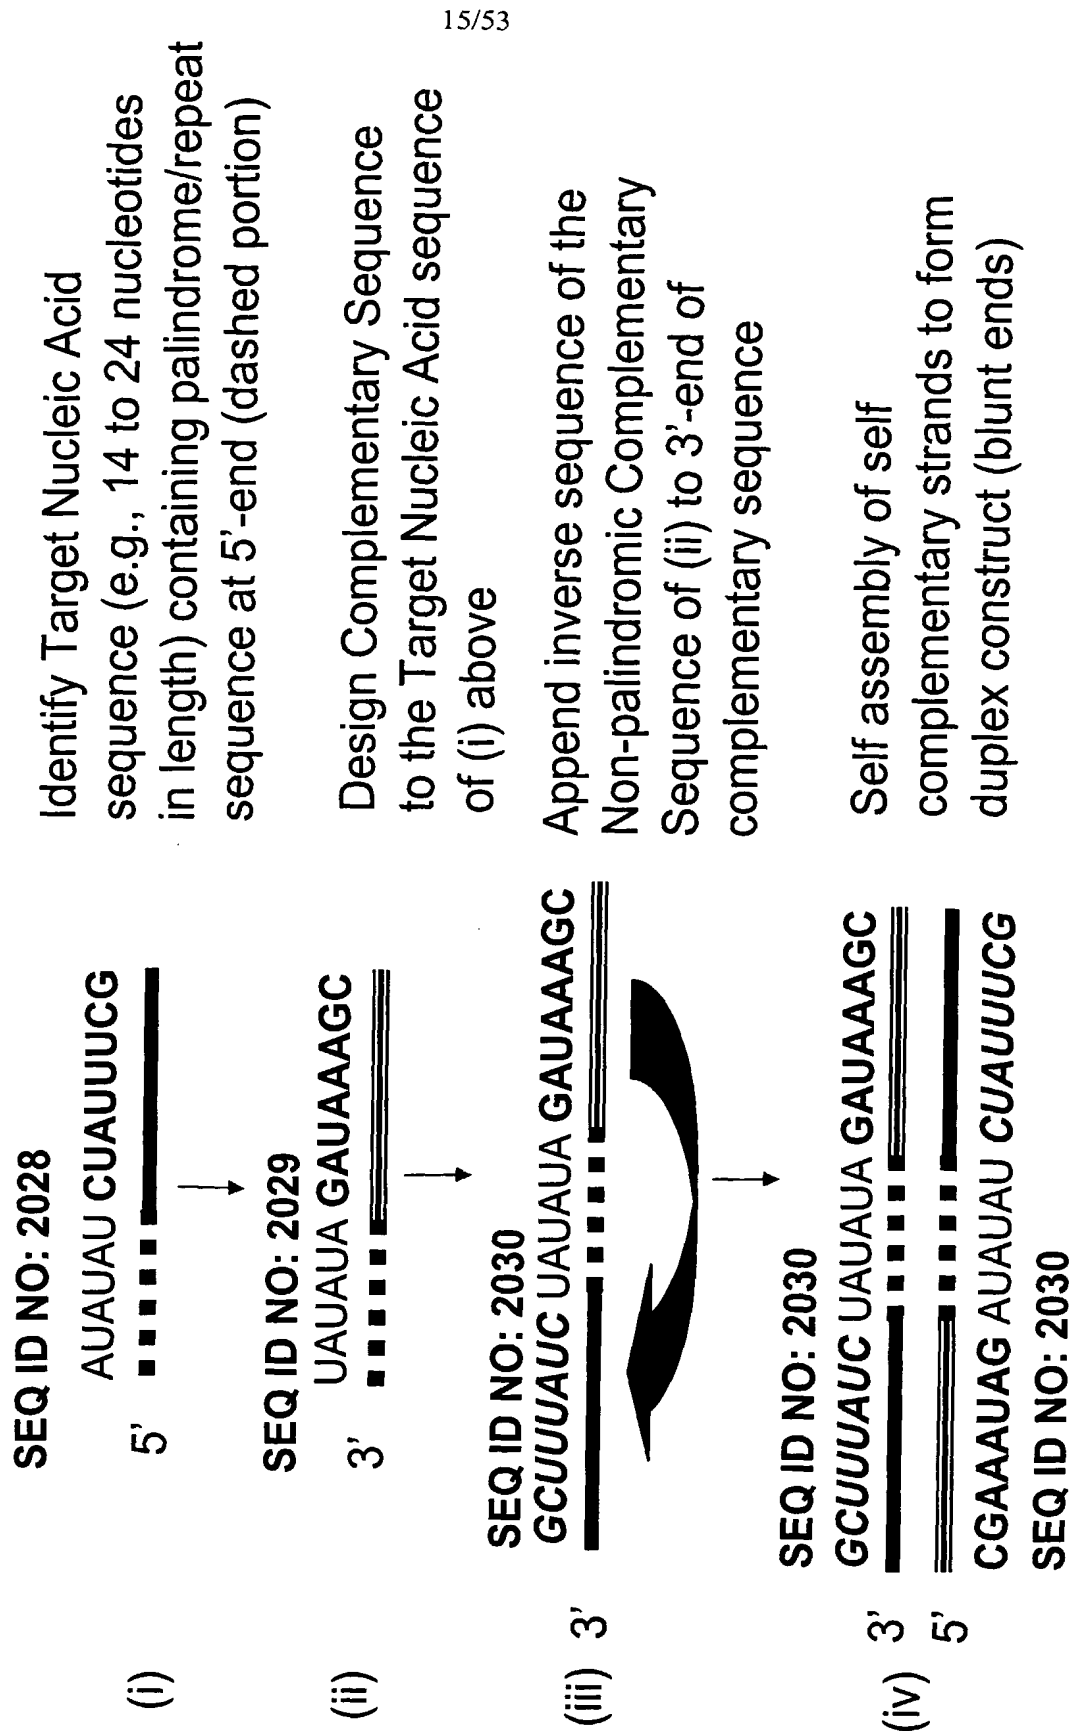 15/53
SEQ ID NO: 2028
AUAUAU CUAUUUCG
(i)
5'
Identify Target Nucleic Acid
sequence (e.g., 14 to 24 nucleotides
in length) containing palindrome/repeat
sequence at 5'-end (dashed portion)
SEQ ID NO: 2029
UAUAUA GAUAAAGC
(ii)
3'
Design Complementary Sequence
to the Target Nucleic Acid sequence
of (i) above
SEQ ID NO: 2030
GCUUUAUC UAUAUA GAUAAAGC
(iii) 3'
Append inverse sequence of the
Non-palindromic Complementary
Sequence of (ii) to 3'-end of
complementary sequence
SEQ ID NO: 2030
GCUUUAUC UAUAUA GAUAAAGC
(iv)
3'
5'
CGAAAUAG AUAUAU CUAUUUCG
SEQ ID NO: 2030
Self assembly of self
complementary strands to form
duplex construct (blunt ends)